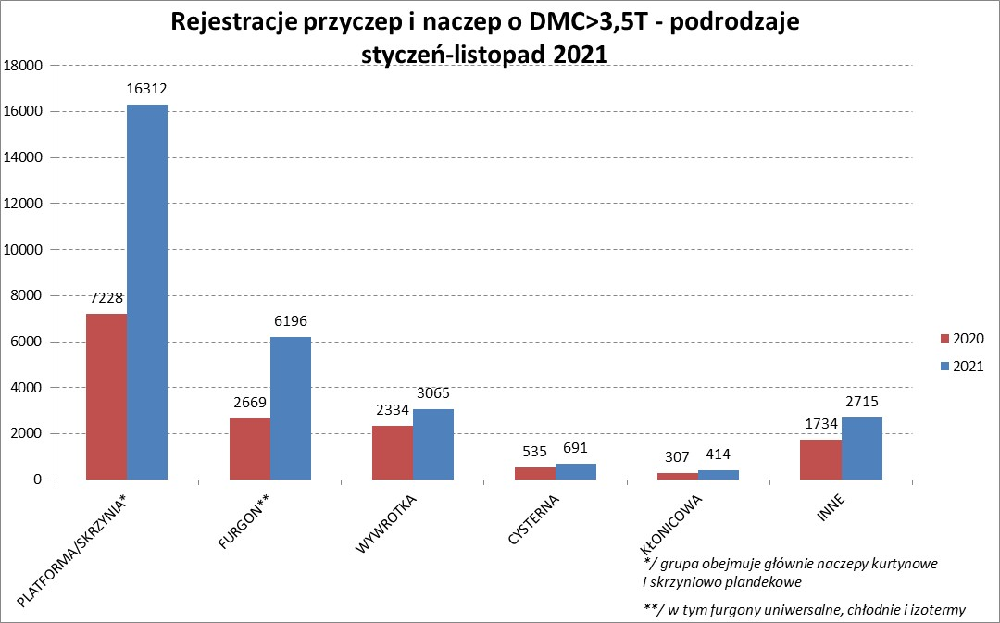 Rejestracje przyczep i naczep o DMC>3,5T - podrodzaje
styczeń-listopad 2021
18000
16000
14000
12000
10000
8000
6000
4000
2000
0
7228
16312
2669
6196
2334
3065
535
691
307
414
1734
2715
2020
2021
PLATFORMA/SKRZYNIA*
FURGON**
WYWROTKA
CYSTERNA
KŁONICOWA
INNE
*/ grupa obejmuje głównie naczepy kurtynowe
i skrzyniowo plandekowe
**/ w tym furgony uniwersalne, chłodnie i izotermy